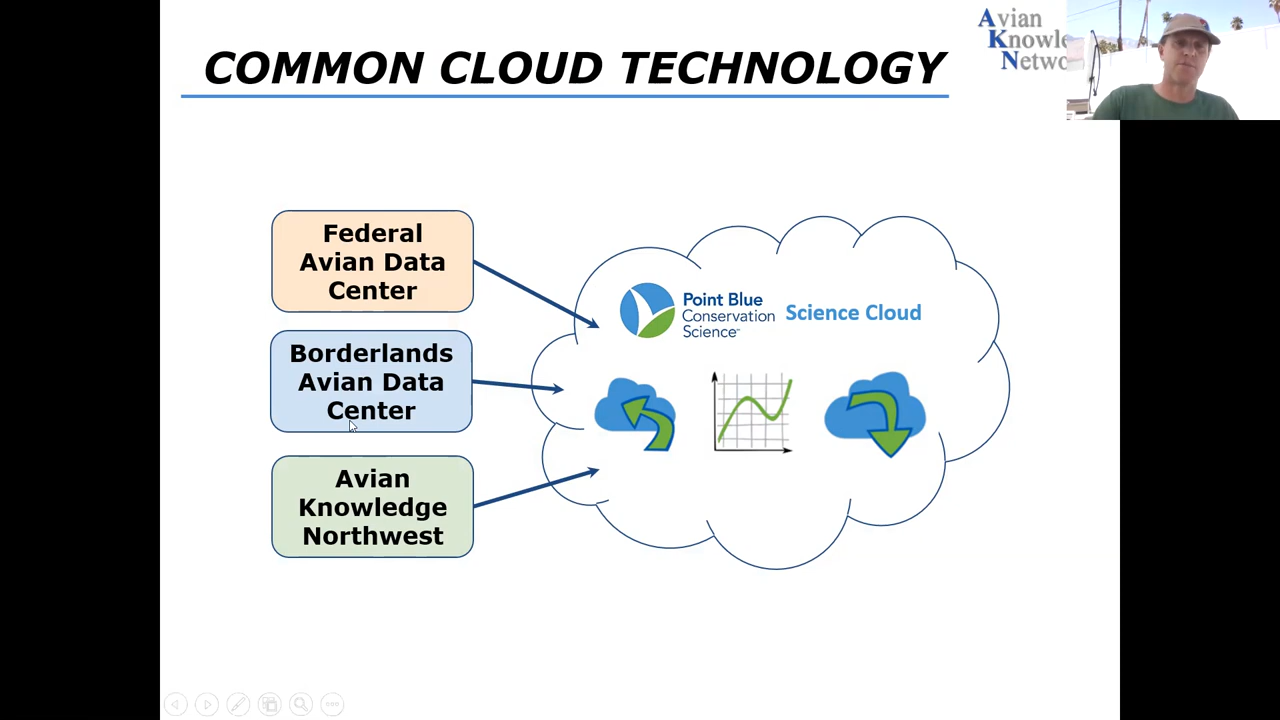 COMMON CLOUD TECHNOLOGY
Avian
Knowle
Netwo
Federal
Avian Data
Center
Borderlands
Avian Data
Center
Avian
Knowledge
Northwest
Point Blue
Conservation
Science™
Science Cloud